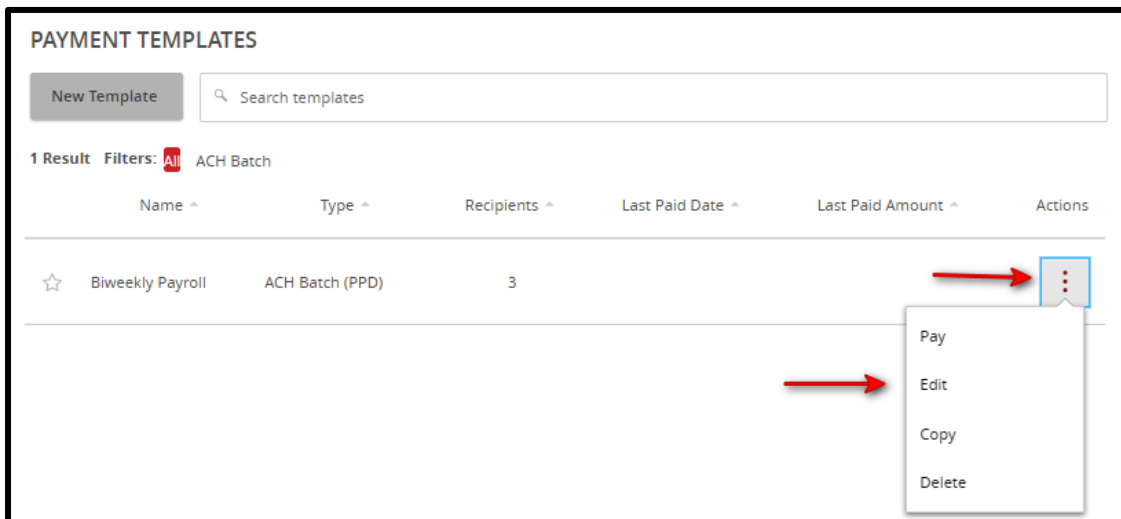 PAYMENT TEMPLATES
New Template
Search templates
1 Result Filters: All ACH Batch
Name Type Recipients Last Paid Date Last Paid Amount Actions
Biweekly Payroll ACH Batch (PPD) 3
Pay
Edit
Copy
Delete